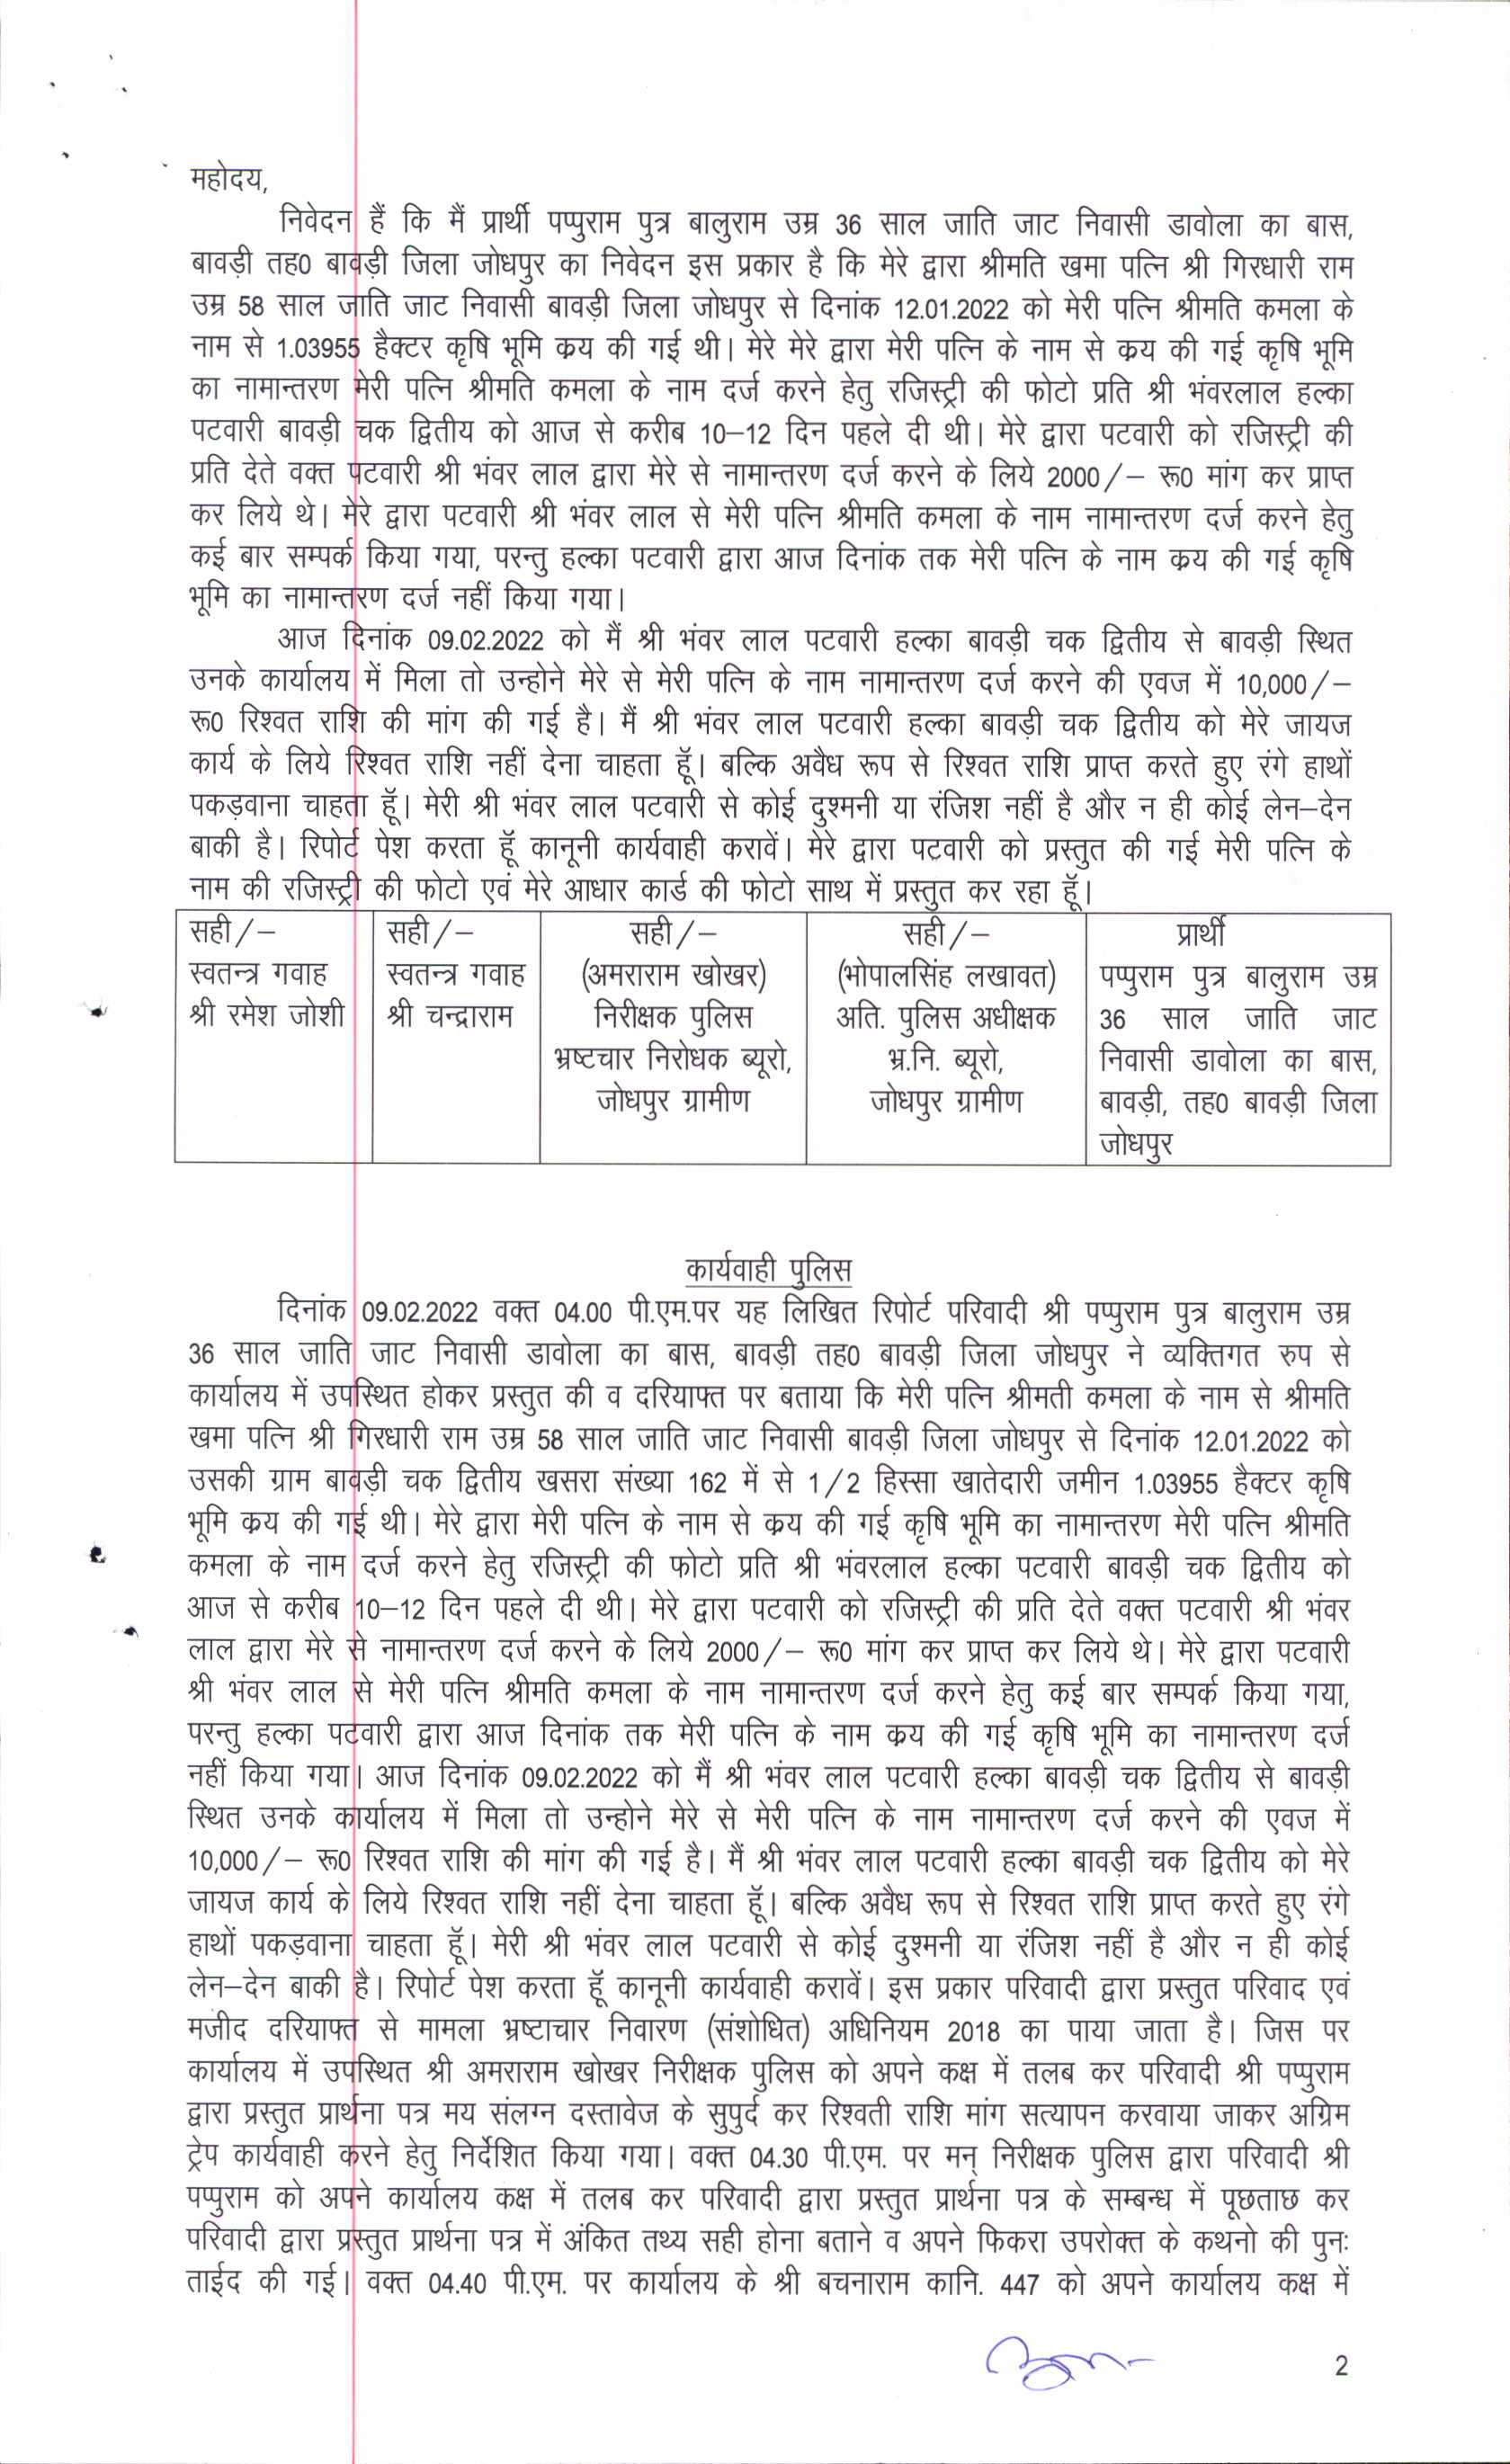 महोदय,
निवेदन हैं कि मैं प्रार्थी पप्पुराम पुत्र बालुराम उम्र 36 साल जाति जाट निवासी डावोला का बास,
बावड़ी तह0 बावड़ी जिला जोधपुर का निवेदन इस प्रकार है कि मेरे द्वारा श्रीमति खमा पत्नि श्री गिरधारी राम
उम्र 58 साल जाति जाट निवासी बावड़ी जिला जोधपुर से दिनांक 12.01.2022 को मेरी पत्नि श्रीमति कमला के
नाम से 1.03955 हैक्टर कृषि भूमि क्रय की गई थी। मेरे मेरे द्वारा मेरी पत्नि के नाम से क्रय की गई कृषि भूमि
का नामान्तरण मेरी पत्नि श्रीमति कमला के नाम दर्ज करने हेतु रजिस्ट्री की फोटो प्रति श्री भंवरलाल हल्का
पटवारी बावड़ी चक द्वितीय को आज से करीब 10–12 दिन पहले दी थी। मेरे द्वारा पटवारी को रजिस्ट्री की
प्रति देते वक्त पटवारी श्री भंवर लाल द्वारा मेरे से नामान्तरण दर्ज करने के लिये 2000/– रू0 मांग कर प्राप्त
कर लिये थे। मेरे द्वारा पटवारी श्री भंवर लाल से मेरी पत्नि श्रीमति कमला के नाम नामान्तरण दर्ज करने हेतु
कई बार सम्पर्क किया गया, परन्तु हल्का पटवारी द्वारा आज दिनांक तक मेरी पत्नि के नाम क्रय की गई कृषि
भूमि का नामान्तरण दर्ज नहीं किया गया।
आज दिनांक 09.02.2022 को मैं श्री भंवर लाल पटवारी हल्का बावड़ी चक द्वितीय से बावड़ी स्थित
उनके कार्यालय में मिला तो उन्होने मेरे से मेरी पत्नि के नाम नामान्तरण दर्ज करने की एवज में 10,000/–
रू0 रिश्वत राशि की मांग की गई है। मैं श्री भंवर लाल पटवारी हल्का बावड़ी चक द्वितीय को मेरे जायज
कार्य के लिये रिश्वत राशि नहीं देना चाहता हूॅ। बल्कि अवैध रूप से रिश्वत राशि प्राप्त करते हुए रंगे हाथों
पकड़वाना चाहता हूॅ। मेरी श्री भंवर लाल पटवारी से कोई दुश्मनी या रंजिश नहीं है और न ही कोई लेन–देन
बाकी है। रिपोर्ट पेश करता हूॅ कानूनी कार्यवाही करावें। मेरे द्वारा पटवारी को प्रस्तुत की गई मेरी पत्नि के
नाम की रजिस्ट्री की फोटो एवं मेरे आधार कार्ड की फोटो साथ में प्रस्तुत कर रहा हूॅ।
सही/–
स्वतन्त्र गवाह
श्री रमेश जोशी
सही/–
स्वतन्त्र गवाह
श्री चन्द्राराम
सही/–
(अमराराम खोखर)
निरीक्षक पुलिस
भ्रष्टचार निरोधक ब्यूरो,
जोधपुर ग्रामीण
सही/–
(भोपालसिंह लखावत)
अति. पुलिस अधीक्षक
भ्र.नि. ब्यूरो,
जोधपुर ग्रामीण
प्रार्थी
पप्पुराम पुत्र बालुराम उम्र
36 साल जाति जाट
निवासी डावोला का बास,
बावड़ी, तह0 बावड़ी जिला
जोधपुर
कार्यवाही पुलिस
दिनांक 09.02.2022 वक्त 04.00 पी.एम.पर यह लिखित रिपोर्ट परिवादी श्री पप्पुराम पुत्र बालुराम उम्र
36 साल जाति जाट निवासी डावोला का बास, बावड़ी तह0 बावड़ी जिला जोधपुर ने व्यक्तिगत रुप से
कार्यालय में उपस्थित होकर प्रस्तुत की व दरियाफ्त पर बताया कि मेरी पत्नि श्रीमती कमला के नाम से श्रीमति
खमा पत्नि श्री गिरधारी राम उम्र 58 साल जाति जाट निवासी बावड़ी जिला जोधपुर से दिनांक 12.01.2022 को
उसकी ग्राम बावड़ी चक द्वितीय खसरा संख्या 162 में से 1/2 हिस्सा खातेदारी जमीन 1.03955 हैक्टर कृषि
भूमि क्रय की गई थी। मेरे द्वारा मेरी पत्नि के नाम से क्रय की गई कृषि भूमि का नामान्तरण मेरी पत्नि श्रीमति
कमला के नाम दर्ज करने हेतु रजिस्ट्री की फोटो प्रति श्री भंवरलाल हल्का पटवारी बावड़ी चक द्वितीय को
आज से करीब 10–12 दिन पहले दी थी। मेरे द्वारा पटवारी को रजिस्ट्री की प्रति देते वक्त पटवारी श्री भंवर
लाल द्वारा मेरे से नामान्तरण दर्ज करने के लिये 2000/– रू0 मांग कर प्राप्त कर लिये थे। मेरे द्वारा पटवारी
श्री भंवर लाल से मेरी पत्नि श्रीमति कमला के नाम नामान्तरण दर्ज करने हेतु कई बार सम्पर्क किया गया,
परन्तु हल्का पटवारी द्वारा आज दिनांक तक मेरी पत्नि के नाम क्रय की गई कृषि भूमि का नामान्तरण दर्ज
नहीं किया गया। आज दिनांक 09.02.2022 को मैं श्री भंवर लाल पटवारी हल्का बावड़ी चक द्वितीय से बावड़ी
स्थित उनके कार्यालय में मिला तो उन्होने मेरे से मेरी पत्नि के नाम नामान्तरण दर्ज करने की एवज में
10,000/– रू0 रिश्वत राशि की मांग की गई है। मैं श्री भंवर लाल पटवारी हल्का बावड़ी चक द्वितीय को मेरे
जायज कार्य के लिये रिश्वत राशि नहीं देना चाहता हूॅ। बल्कि अवैध रूप से रिश्वत राशि प्राप्त करते हुए रंगे
हाथों पकड़वाना चाहता हूॅ। मेरी श्री भंवर लाल पटवारी से कोई दुश्मनी या रंजिश नहीं है और न ही कोई
लेन–देन बाकी है। रिपोर्ट पेश करता हूॅ कानूनी कार्यवाही करावें। इस प्रकार परिवादी द्वारा प्रस्तुत परिवाद एवं
मजीद दरियाफ्त से मामला भ्रष्टाचार निवारण (संशोधित) अधिनियम 2018 का पाया जाता है। जिस पर
कार्यालय में उपस्थित श्री अमराराम खोखर निरीक्षक पुलिस को अपने कक्ष में तलब कर परिवादी श्री पप्पुराम
द्वारा प्रस्तुत प्रार्थना पत्र मय संलग्न दस्तावेज के सुपुर्द कर रिश्वती राशि मांग सत्यापन करवाया जाकर अग्रिम
ट्रेप कार्यवाही करने हेतु निर्देशित किया गया। वक्त 04.30 पी.एम. पर मन् निरीक्षक पुलिस द्वारा परिवादी श्री
पप्पुराम को अपने कार्यालय कक्ष में तलब कर परिवादी द्वारा प्रस्तुत प्रार्थना पत्र के सम्बन्ध में पूछताछ कर
परिवादी द्वारा प्रस्तुत प्रार्थना पत्र में अंकित तथ्य सही होना बताने व अपने फिकरा उपरोक्त के कथनो की पुनः
ताईद की गई। वक्त 04.40 पी.एम. पर कार्यालय के श्री बचनाराम कानि. 447 को अपने कार्यालय कक्ष में
2